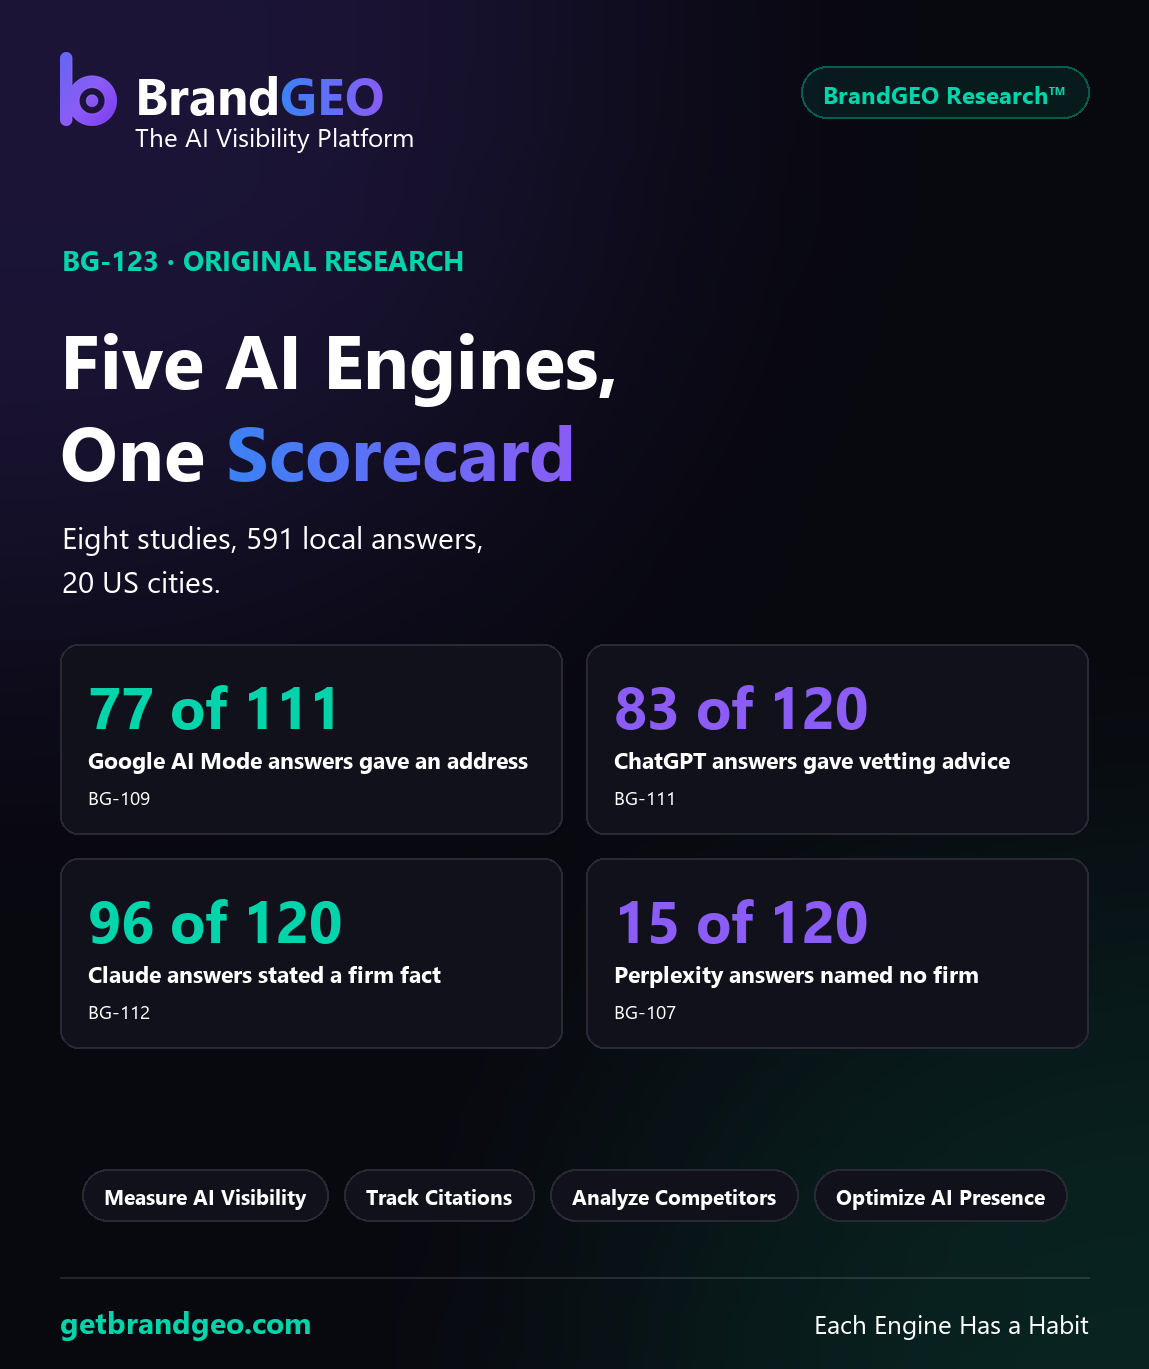 BrandGEO
The AI Visibility Platform
BrandGEO Research™
BG-123 · ORIGINAL RESEARCH
Five AI Engines,
One Scorecard
Eight studies, 591 local answers,
20 US cities.
77 of 111
Google AI Mode answers gave an address
BG-109
83 of 120
ChatGPT answers gave vetting advice
BG-111
96 of 120
Claude answers stated a firm fact
BG-112
15 of 120
Perplexity answers named no firm
BG-107
Measure AI Visibility
Track Citations
Analyze Competitors
Optimize AI Presence
getbrandgeo.com
Each Engine Has a Habit